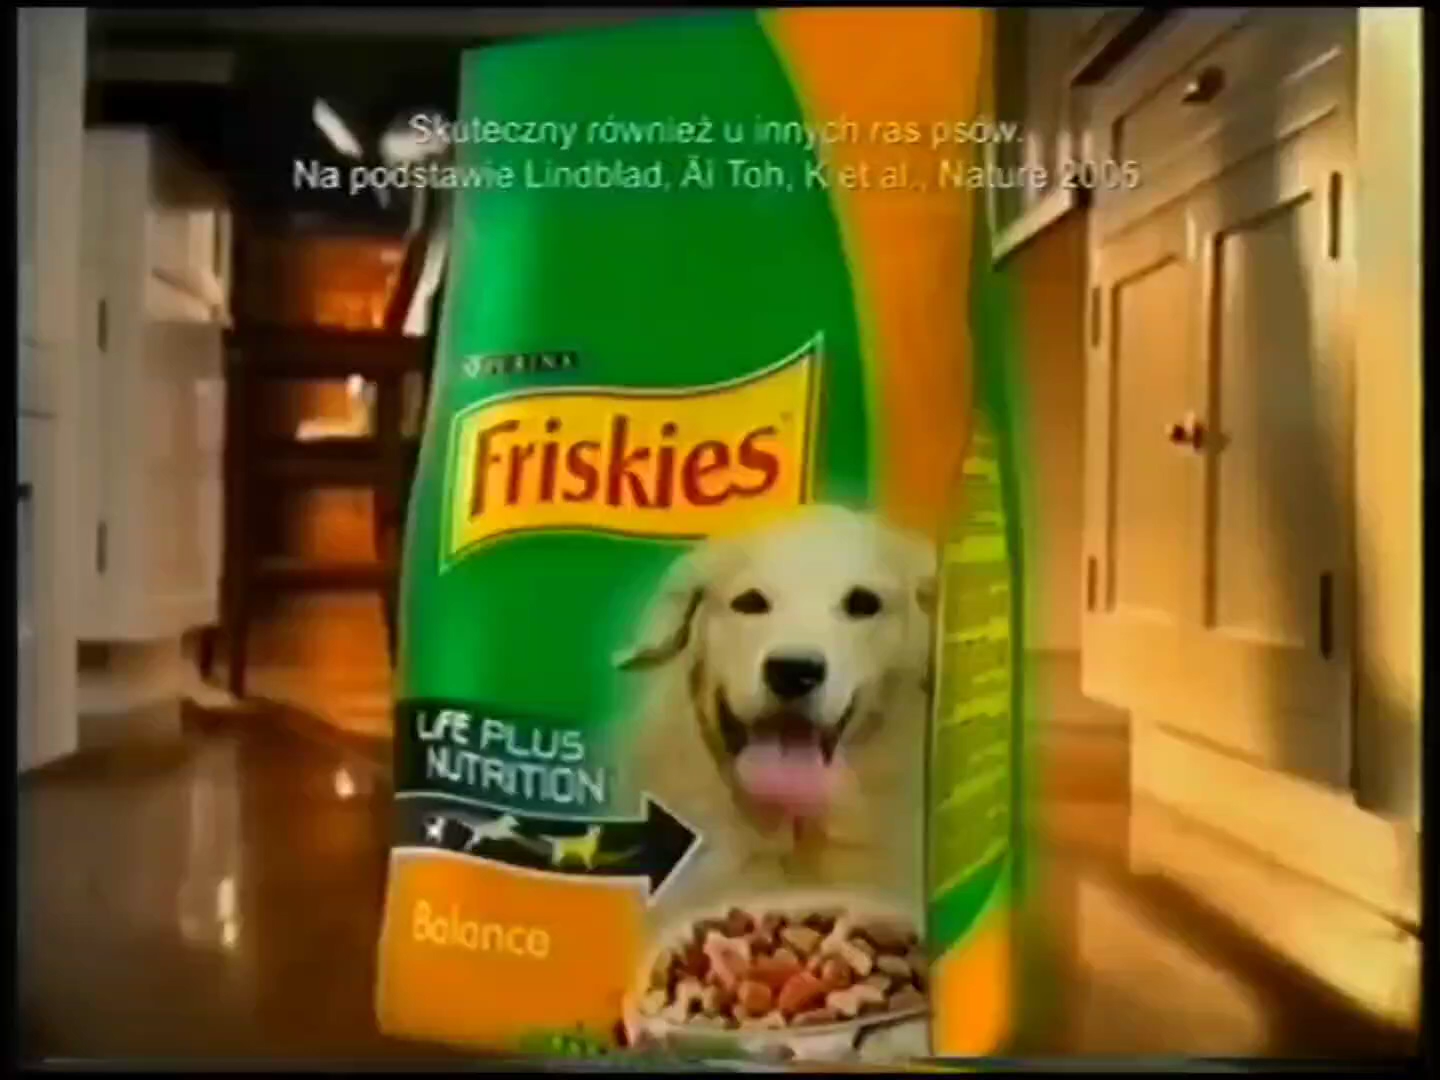 Skuteczny również u innych ras psów.
Na podstawie Lindblad, Al Toh, K et al., Nature 2005
PURINA
Friskies
LIFE PLUS
NUTRITION
Balance